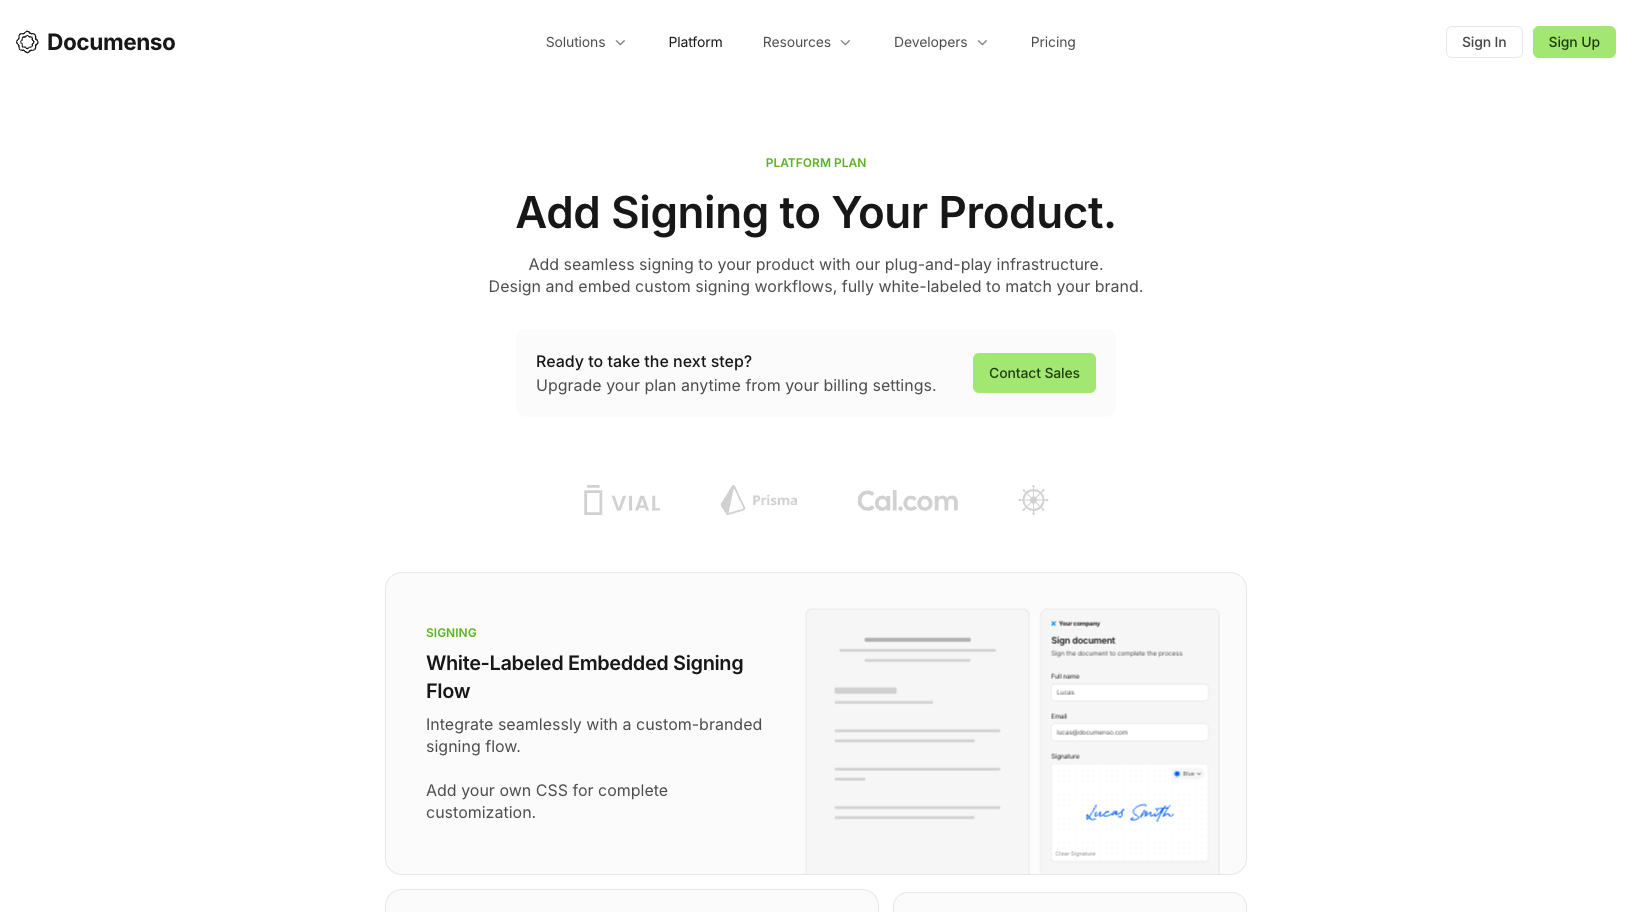 Documenso
Solutions
Platform
Resources
Developers
Pricing
Sign In
Sign Up
PLATFORM PLAN
Add Signing to Your Product.
Add seamless signing to your product with our plug-and-play infrastructure.
Design and embed custom signing workflows, fully white-labeled to match your brand.
Ready to take the next step?
Upgrade your plan anytime from your billing settings.
Contact Sales
VIAL
Prisma
Cal.com
SIGNING
White-Labeled Embedded Signing
Flow
Integrate seamlessly with a custom-branded
signing flow.
Add your own CSS for complete
customization.
Your company
Sign document
Sign the document to complete the process
Full name
Lucas
Email
lucas@documenso.com
Signature
Blue
Lucas Smith
Clear Signature